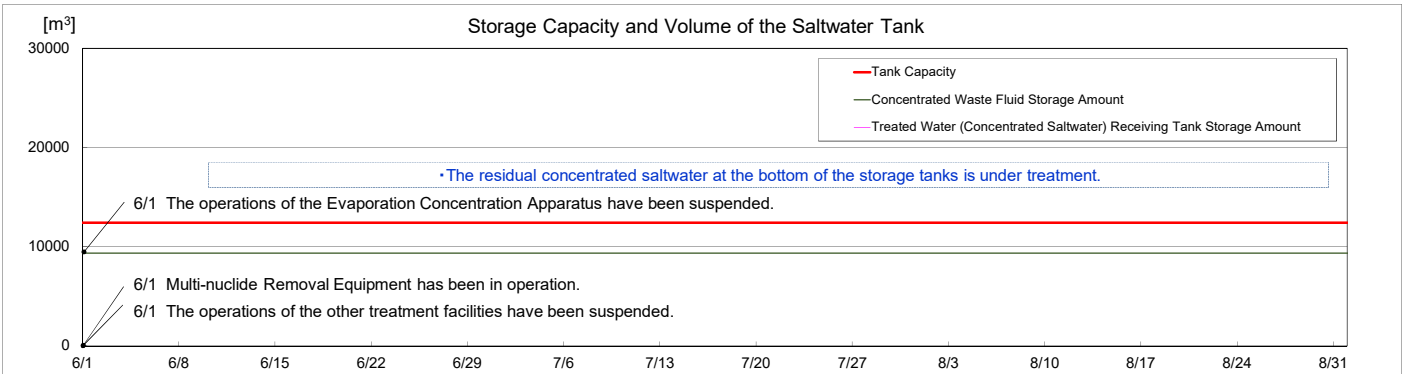 [m³]
Storage Capacity and Volume of the Saltwater Tank
30000
Tank Capacity
Concentrated Waste Fluid Storage Amount
Treated Water (Concentrated Saltwater) Receiving Tank Storage Amount
20000
・The residual concentrated saltwater at the bottom of the storage tanks is under treatment.
6/1 The operations of the Evaporation Concentration Apparatus have been suspended.
10000
6/1 Multi-nuclide Removal Equipment has been in operation.
6/1 The operations of the other treatment facilities have been suspended.
0
6/1 6/8 6/15 6/22 6/29 7/6 7/13 7/20 7/27 8/3 8/10 8/17 8/24 8/31